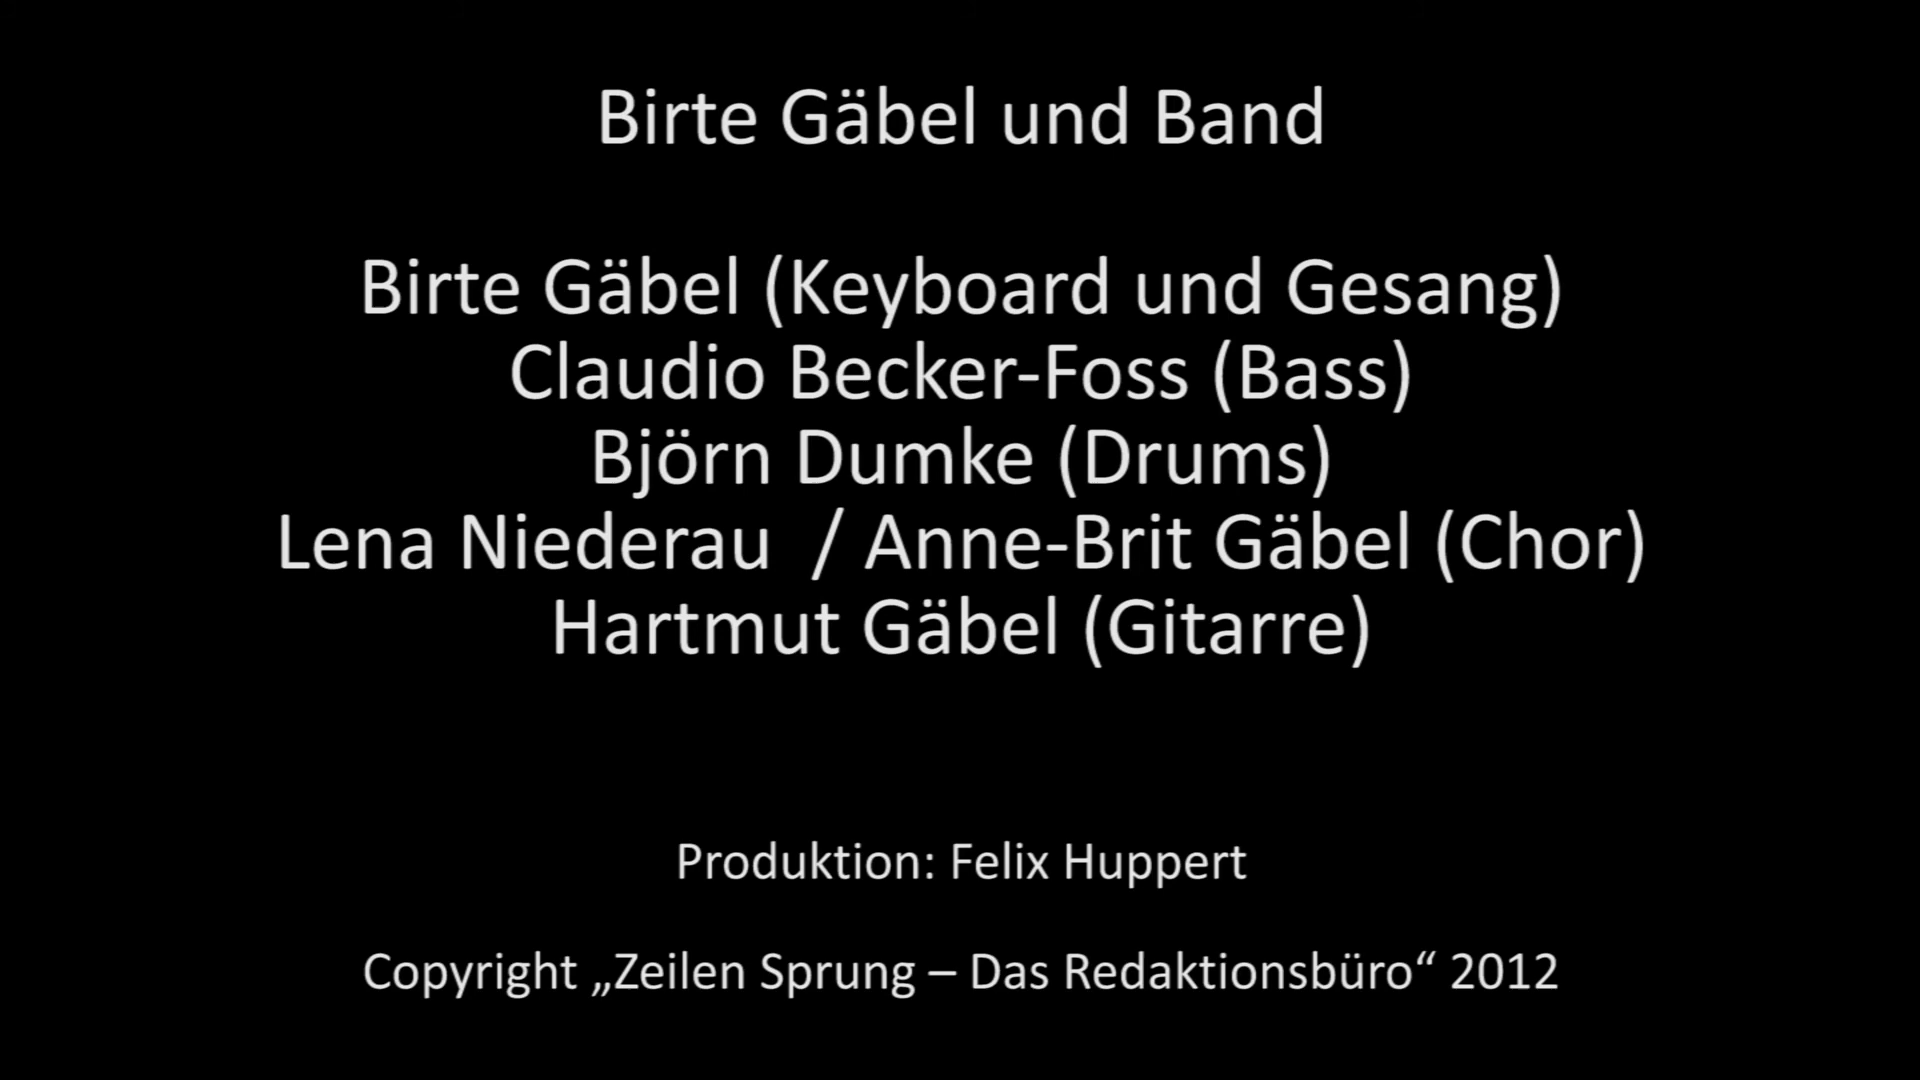 Birte Gäbel und Band
Birte Gäbel (Keyboard und Gesang)
Claudio Becker-Foss (Bass)
Björn Dumke (Drums)
Lena Niederau  / Anne-Brit Gäbel (Chor)
Hartmut Gäbel (Gitarre)
Produktion: Felix Huppert
Copyright „Zeilen Sprung – Das Redaktionsbüro“ 2012